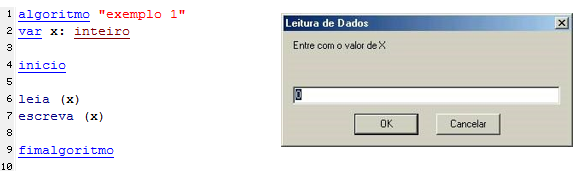 1 algoritmo "exemplo 1"
2 var x: inteiro
3
4 inicio
5
6 leia (x)
7 escreva (x)
8
9 fimalgoritmo
10
Leitura de Dados
Entre com o valor de X
0
OK Cancelar